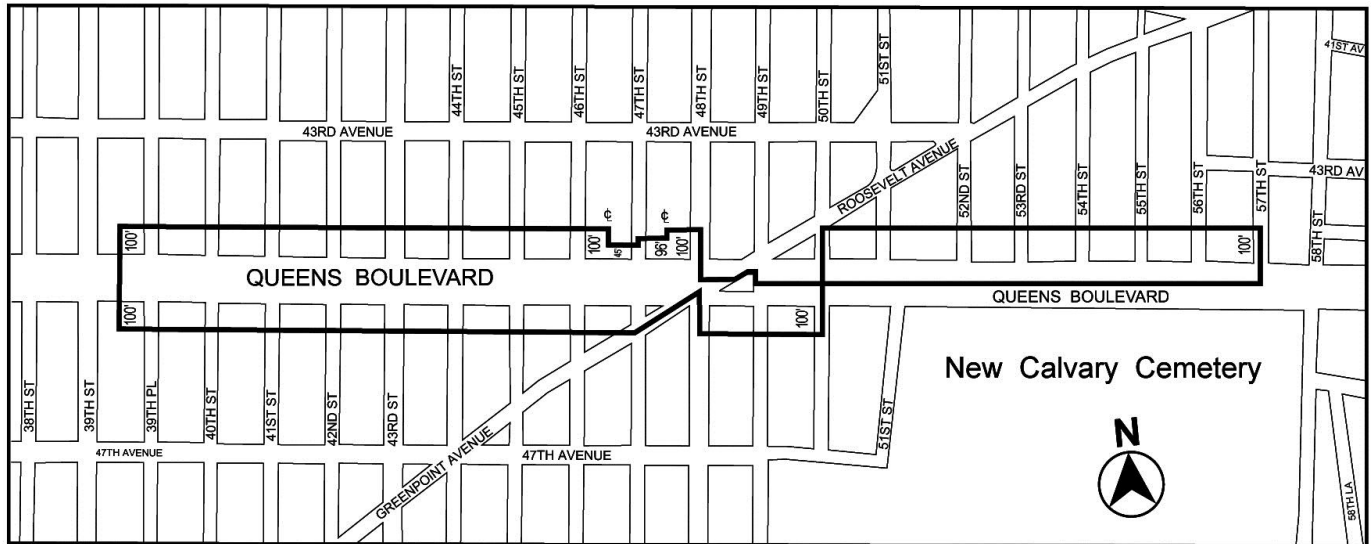 44TH ST
45TH ST
46TH ST
47TH ST
48TH ST
49TH ST
50TH ST
51ST ST
41ST AV
43RD AVENUE
43RD AVENUE
ROOSEVELT AVENUE
52ND ST
53RD ST
54TH ST
55TH ST
56TH ST
57TH ST
58TH ST
43RD AV
℄
℄
100'
100'
45'
96'
100'
100'
QUEENS BOULEVARD
QUEENS BOULEVARD
100'
100'
New Calvary Cemetery
38TH ST
39TH ST
39TH PL
40TH ST
41ST ST
42ND ST
43RD ST
51ST ST
47TH AVENUE
GREENPOINT AVENUE
47TH AVENUE
N
58TH LA